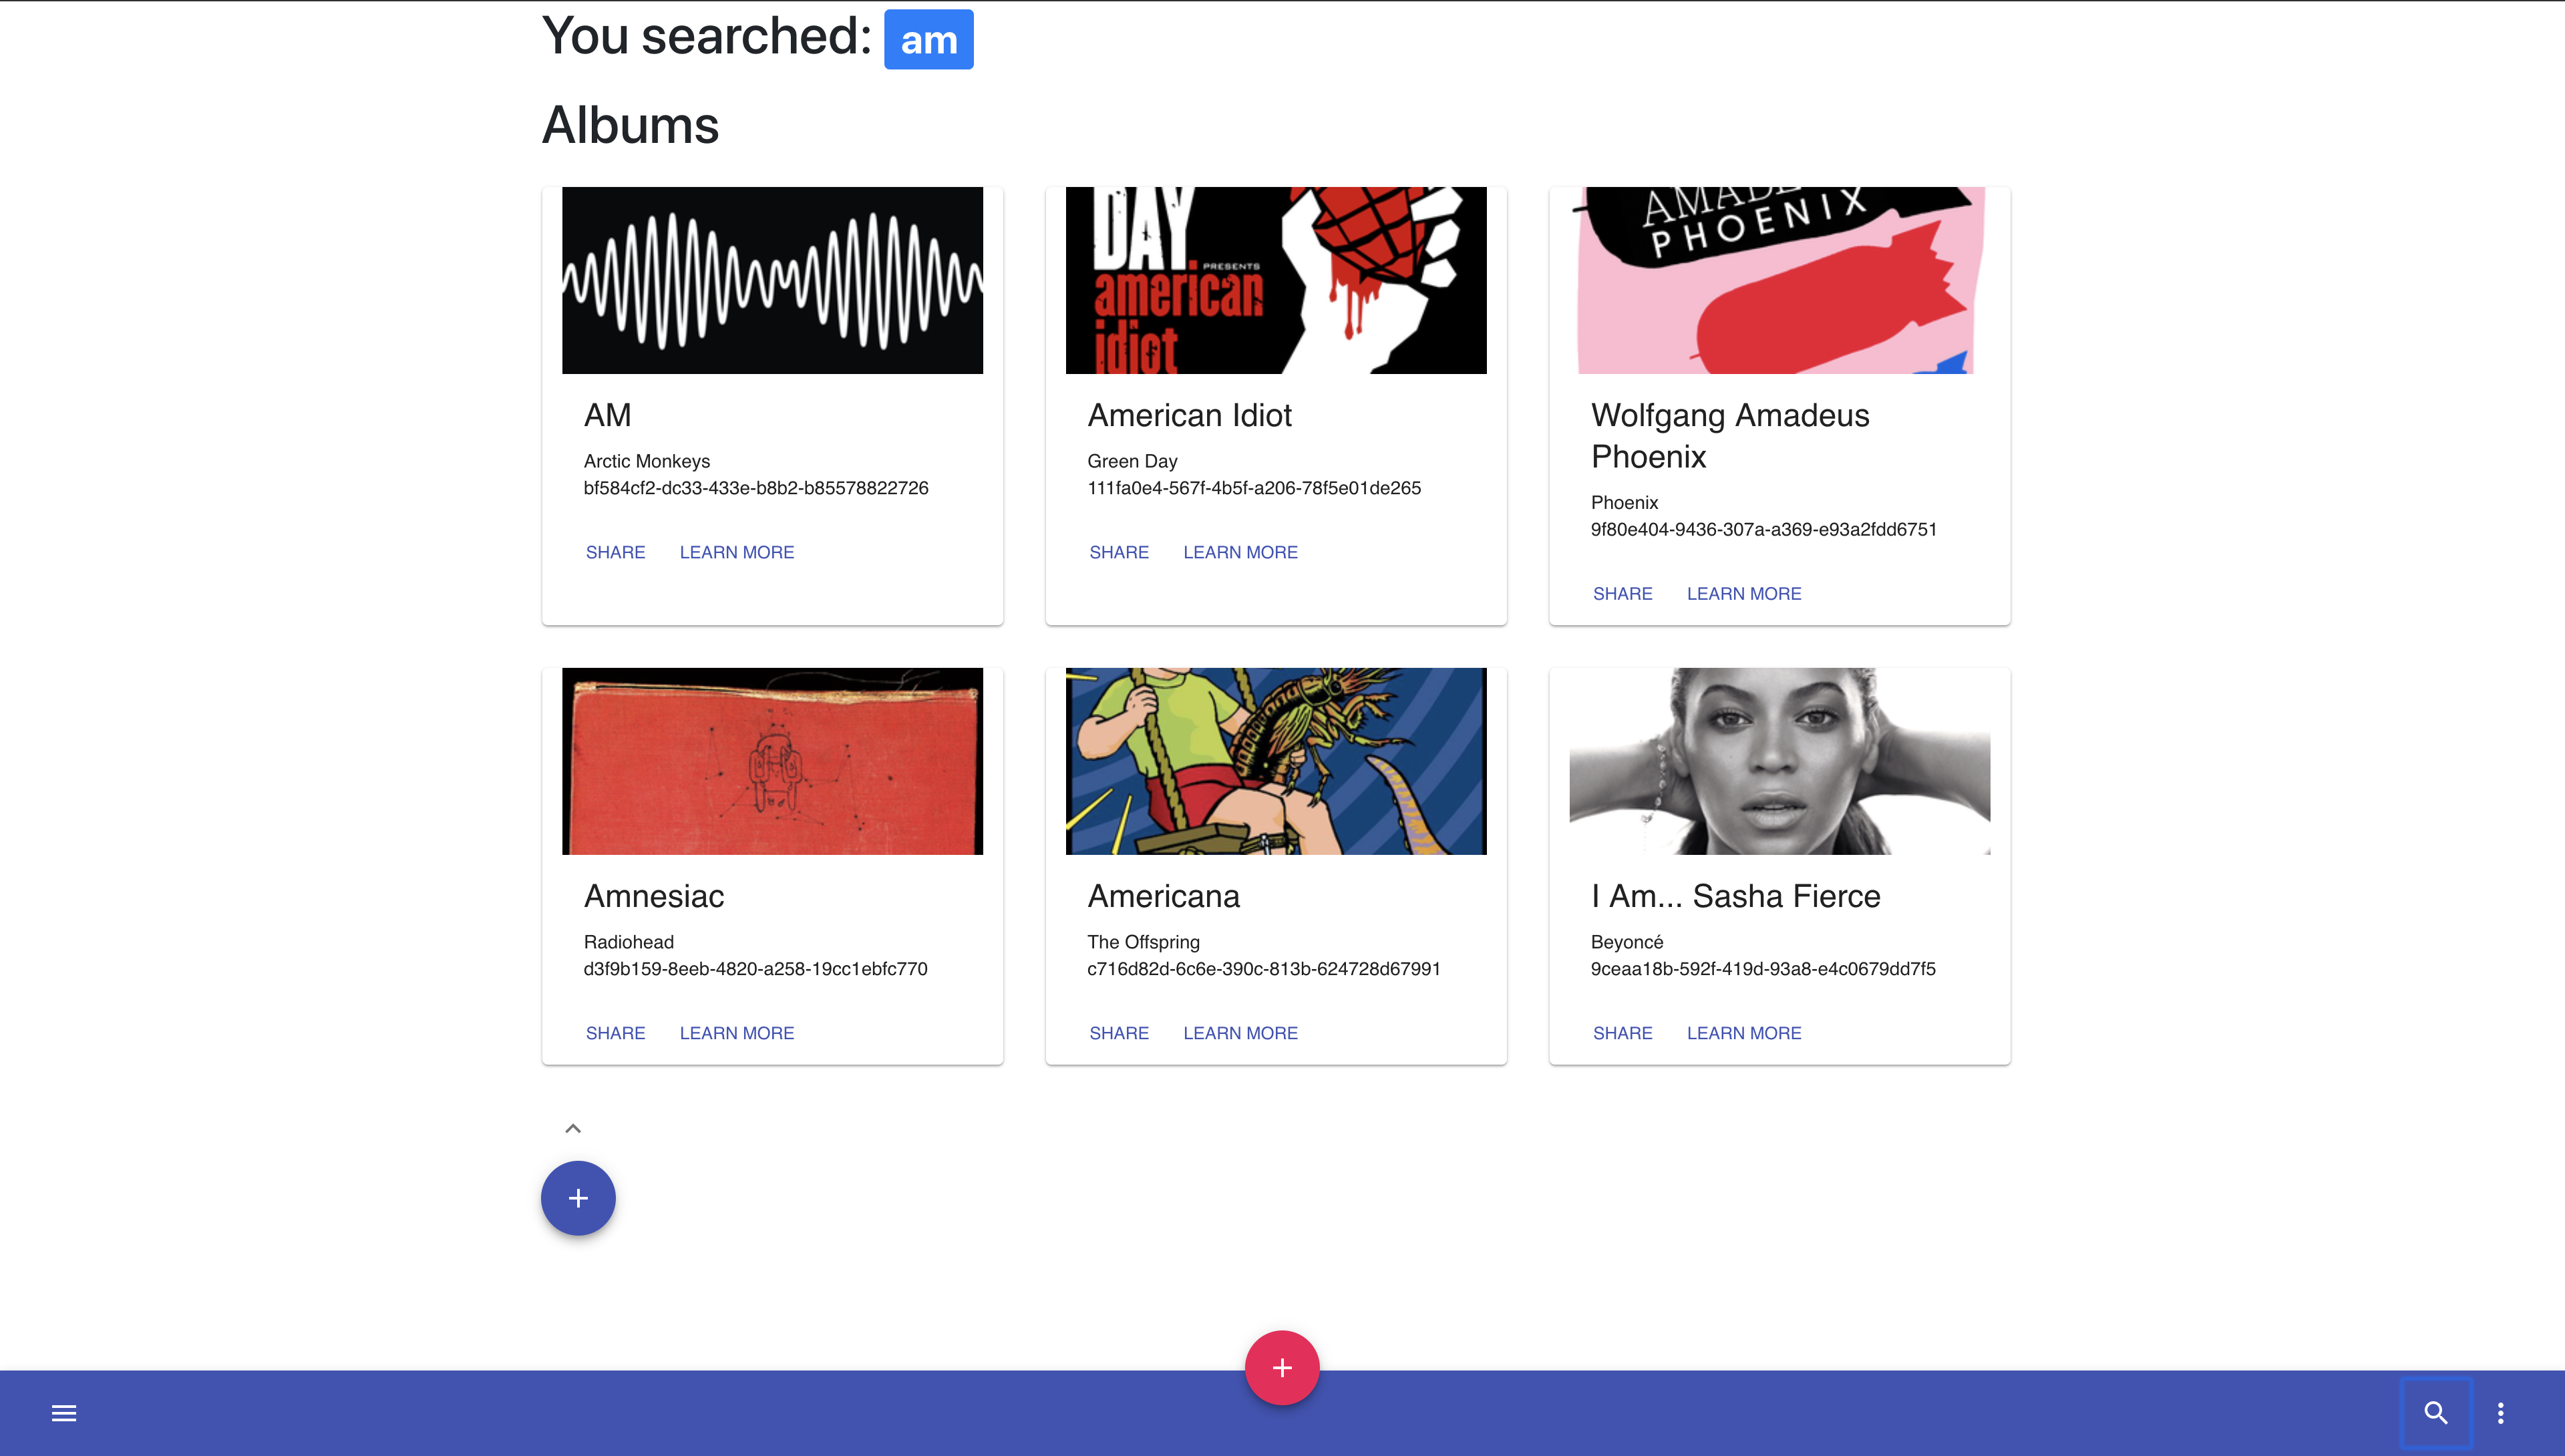 You searched: am
Albums
AM
Arctic Monkeys
bf584cf2-dc33-433e-b8b2-b85578822726
SHARE LEARN MORE
DAY
PRESENTS
american
idiot
American Idiot
Green Day
111fa0e4-567f-4b5f-a206-78f5e01de265
SHARE LEARN MORE
PHOENIX
Wolfgang Amadeus
Phoenix
Phoenix
9f80e404-9436-307a-a369-e93a2fdd6751
SHARE LEARN MORE
Amnesiac
Radiohead
d3f9b159-8eeb-4820-a258-19cc1ebfc770
SHARE LEARN MORE
Americana
The Offspring
c716d82d-6c6e-390c-813b-624728d67991
SHARE LEARN MORE
I Am... Sasha Fierce
Beyoncé
9ceaa18b-592f-419d-93a8-e4c0679dd7f5
SHARE LEARN MORE